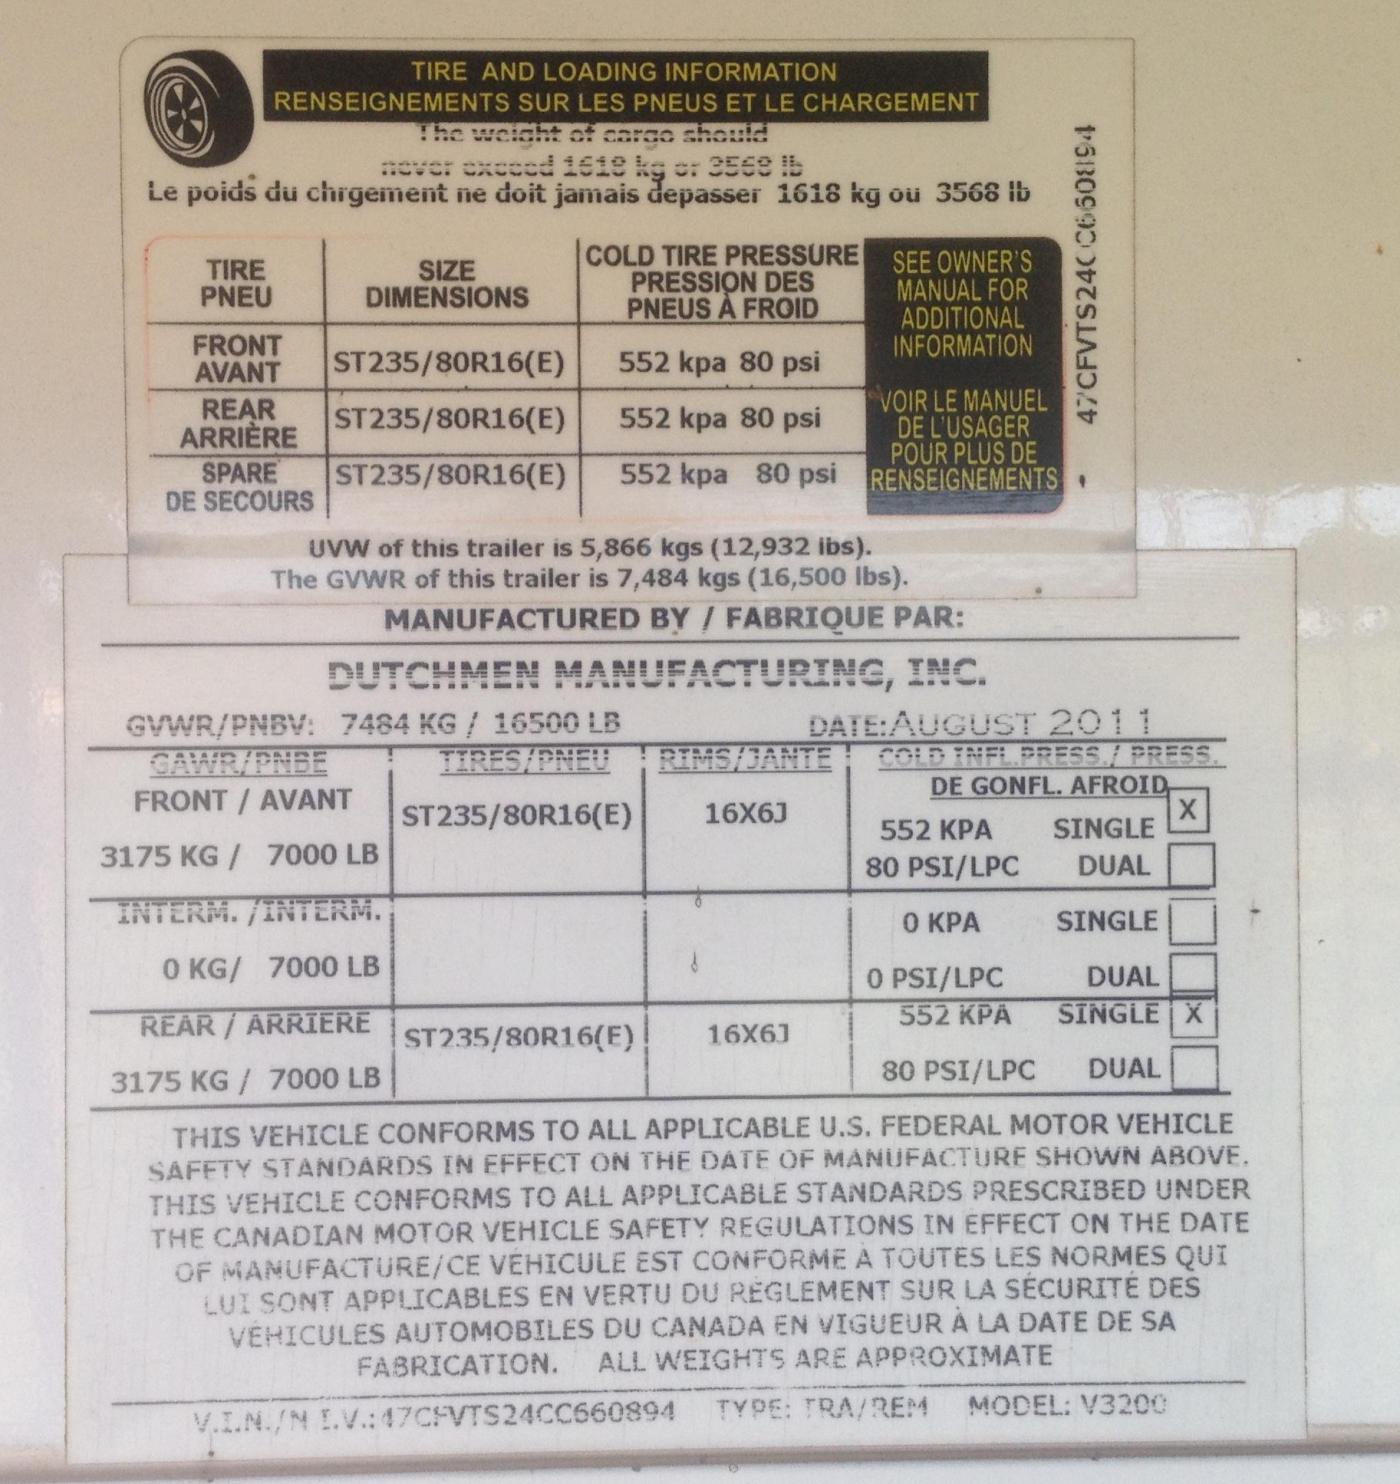 TIRE AND LOADING INFORMATION
RENSEIGNEMENTS SUR LES PNEUS ET LE CHARGEMENT
The weight of cargo should
never exceed 1618 kg or 3568 lb
Le poids du chrgement ne doit jamais depasser 1618 kg ou 3568 lb
47CFVTS24CC660894
TIRE
PNEU
SIZE
DIMENSIONS
COLD TIRE PRESSURE
PRESSION DES
PNEUS À FROID
SEE OWNER'S
MANUAL FOR
ADDITIONAL
INFORMATION
VOIR LE MANUEL
DE L'USAGER
POUR PLUS DE
RENSEIGNEMENTS
FRONT
AVANT
ST235/80R16(E)
552 kpa 80 psi
REAR
ARRIÈRE
ST235/80R16(E)
552 kpa 80 psi
SPARE
DE SECOURS
ST235/80R16(E)
552 kpa 80 psi
UVW of this trailer is 5,866 kgs (12,932 lbs).
The GVWR of this trailer is 7,484 kgs (16,500 lbs).
MANUFACTURED BY / FABRIQUE PAR:
DUTCHMEN MANUFACTURING, INC.
GVWR/PNBV: 7484 KG / 16500 LB DATE:AUGUST 2011
GAWR/PNBE TIRES/PNEU RIMS/JANTE COLD INFL.PRESS./ PRESS.
DE GONFL. AFROID
FRONT / AVANT
3175 KG / 7000 LB
ST235/80R16(E)
16X6J
552 KPA SINGLE X
80 PSI/LPC DUAL
INTERM. /INTERM.
0 KG/ 7000 LB
0 KPA SINGLE
0 PSI/LPC DUAL
REAR / ARRIERE
3175 KG / 7000 LB
ST235/80R16(E)
16X6J
552 KPA SINGLE X
80 PSI/LPC DUAL
THIS VEHICLE CONFORMS TO ALL APPLICABLE U.S. FEDERAL MOTOR VEHICLE
SAFETY STANDARDS IN EFFECT ON THE DATE OF MANUFACTURE SHOWN ABOVE.
THIS VEHICLE CONFORMS TO ALL APPLICABLE STANDARDS PRESCRIBED UNDER
THE CANADIAN MOTOR VEHICLE SAFETY REGULATIONS IN EFFECT ON THE DATE
OF MANUFACTURE/CE VÉHICULE EST CONFORME À TOUTES LES NORMES QUI
LUI SONT APPLICABLES EN VERTU DU RÈGLEMENT SUR LA SÉCURITÉ DES
VÉHICULES AUTOMOBILES DU CANADA EN VIGUEUR À LA DATE DE SA
FABRICATION. ALL WEIGHTS ARE APPROXIMATE
V.I.N./N I.V.:47CFVTS24CC660894 TYPE: TRA/REM MODEL: V3200